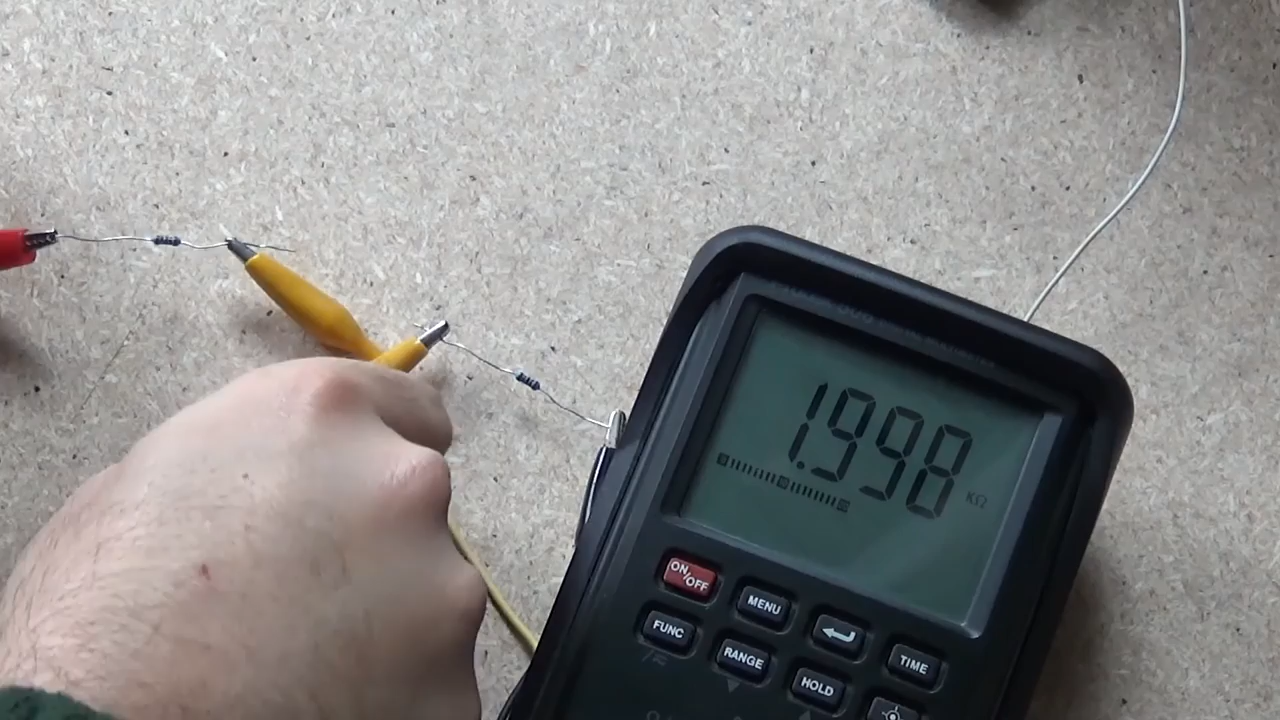 1.998 KΩ
ON/OFF
MENU
FUNC
RANGE
TIME
HOLD